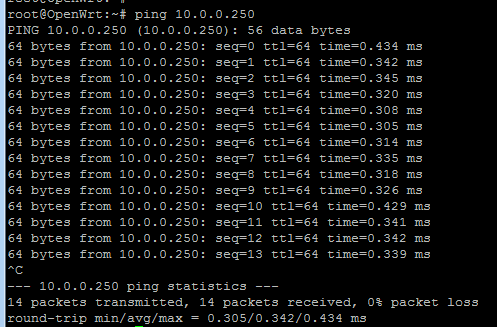 root@OpenWrt:~#
root@OpenWrt:~# ping 10.0.0.250
PING 10.0.0.250 (10.0.0.250): 56 data bytes
64 bytes from 10.0.0.250: seq=0 ttl=64 time=0.434 ms
64 bytes from 10.0.0.250: seq=1 ttl=64 time=0.342 ms
64 bytes from 10.0.0.250: seq=2 ttl=64 time=0.345 ms
64 bytes from 10.0.0.250: seq=3 ttl=64 time=0.320 ms
64 bytes from 10.0.0.250: seq=4 ttl=64 time=0.308 ms
64 bytes from 10.0.0.250: seq=5 ttl=64 time=0.305 ms
64 bytes from 10.0.0.250: seq=6 ttl=64 time=0.314 ms
64 bytes from 10.0.0.250: seq=7 ttl=64 time=0.335 ms
64 bytes from 10.0.0.250: seq=8 ttl=64 time=0.318 ms
64 bytes from 10.0.0.250: seq=9 ttl=64 time=0.326 ms
64 bytes from 10.0.0.250: seq=10 ttl=64 time=0.429 ms
64 bytes from 10.0.0.250: seq=11 ttl=64 time=0.341 ms
64 bytes from 10.0.0.250: seq=12 ttl=64 time=0.342 ms
64 bytes from 10.0.0.250: seq=13 ttl=64 time=0.339 ms
^C
--- 10.0.0.250 ping statistics ---
14 packets transmitted, 14 packets received, 0% packet loss
round-trip min/avg/max = 0.305/0.342/0.434 ms